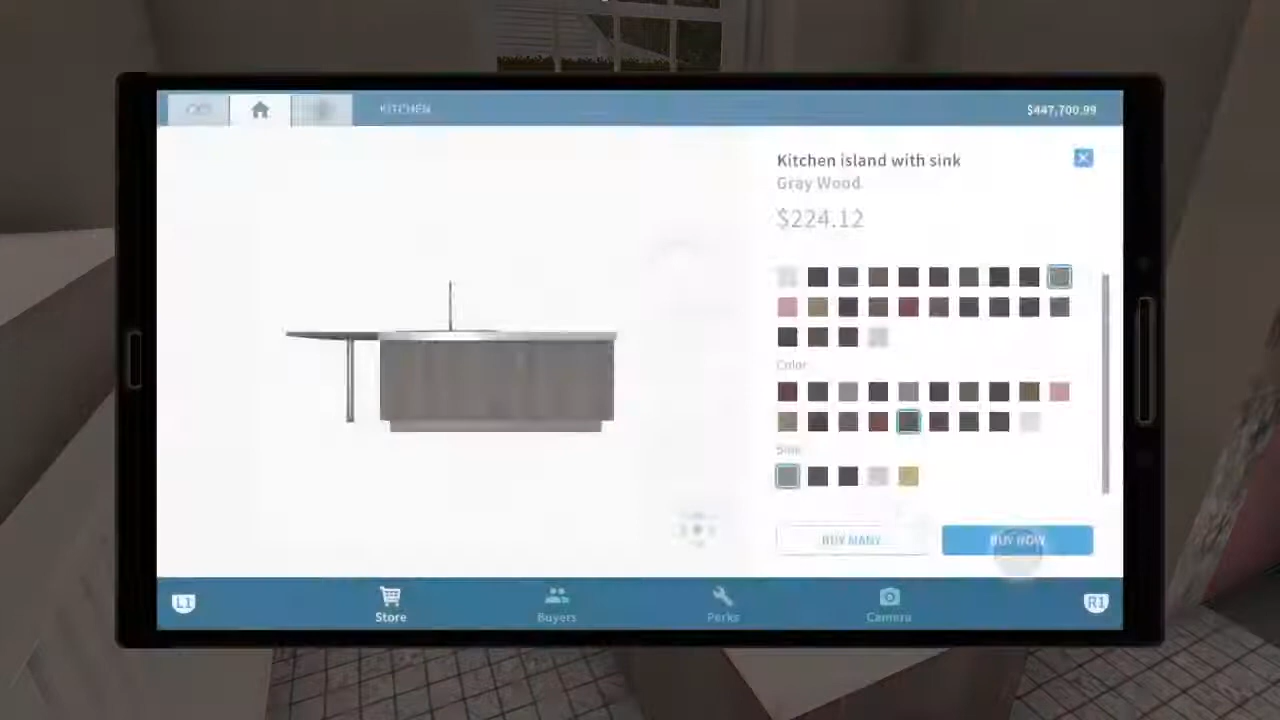 KITCHEN
$447,700.99
Kitchen island with sink
Gray Wood
$224.12
Color
Sink
BUY MANY
BUY NOW
L1
Store
Buyers
Perks
Camera
R1